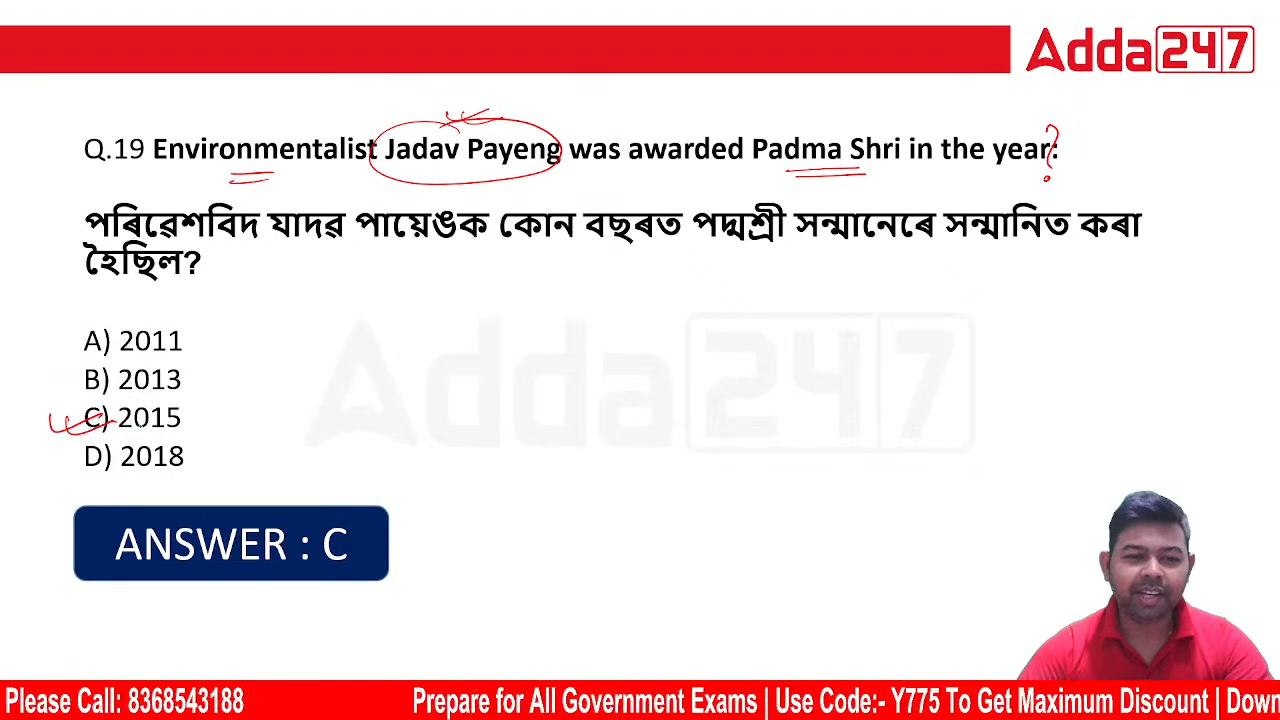 Adda247
Q.19 Environmentalist Jadav Payeng was awarded Padma Shri in the year:
?
পৰিৱেশবিদ যাদৱ পায়েঙক কোন বছৰত পদ্মশ্ৰী সন্মানেৰে সন্মানিত কৰা
হৈছিল?
A) 2011
B) 2013
C) 2015
D) 2018
Adda247
ANSWER : C
Please Call: 8368543188 Prepare for All Government Exams | Use Code:- Y775 To Get Maximum Discount | Down